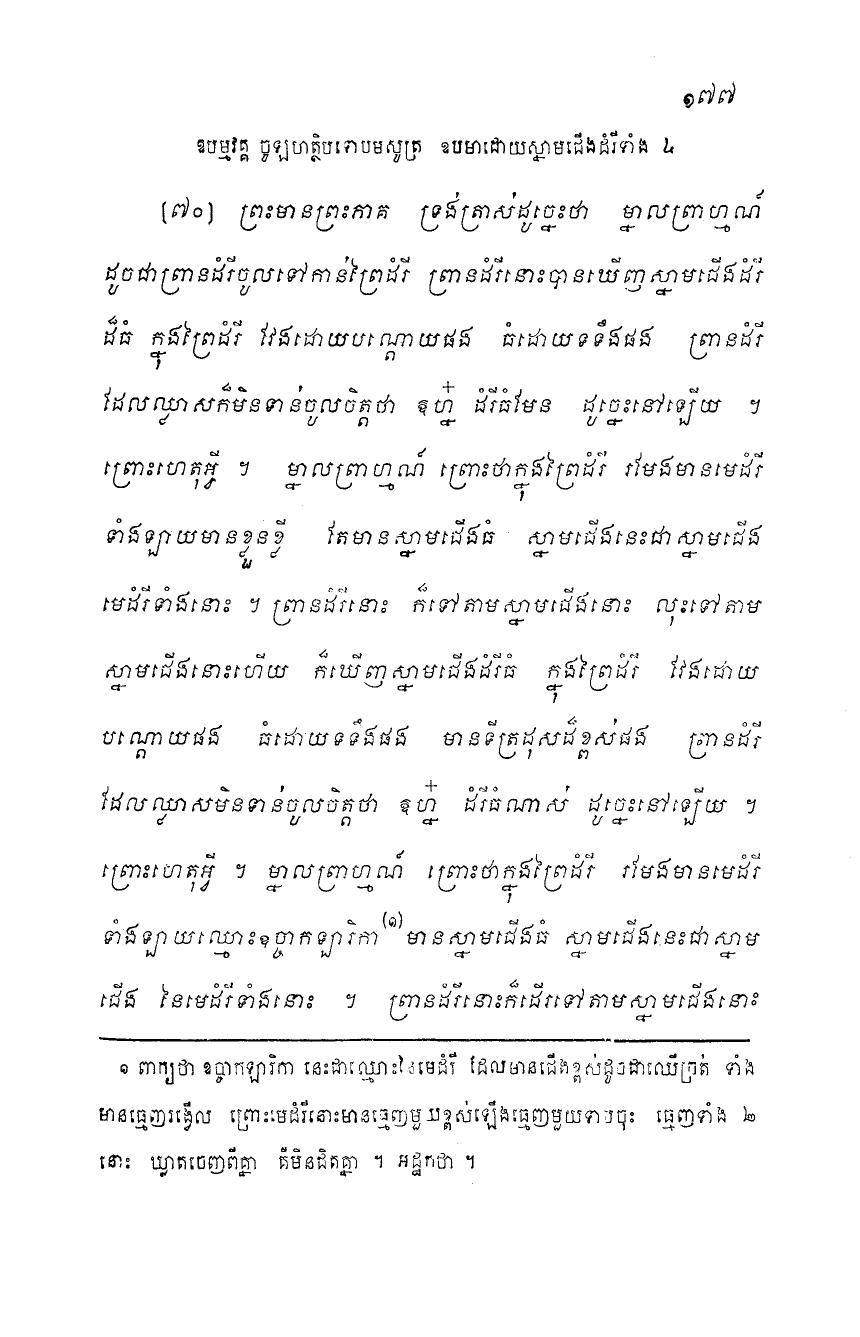 ១៧៧
ឧបម្មវគ្គ ចូឡហត្ថិបទោបមសូត្រ ឧបមាដោយស្នាមជើងដំរីទាំង ៤
[៧០] ព្រះមានព្រះភាគ ទ្រង់ត្រាស់ដូច្នេះថា ម្នាលព្រាហ្មណ៍
ដូចជាព្រានដំរីចូលទៅកាន់ព្រៃដំរី ព្រានដំរីនោះបានឃើញស្នាមជើងដំរី
ដ៏ធំ ក្នុងព្រៃដំរី វែងដោយបណ្តោយផង ធំដោយទទឹងផង ព្រានដំរី
ដែលឈ្លាសក៏មិនទាន់ចូលចិត្តថា ឱហ្ន៎ ដំរីធំមែន ដូច្នេះនៅឡើយ ។
ព្រោះហេតុអ្វី ។ ម្នាលព្រាហ្មណ៍ ព្រោះថាក្នុងព្រៃដំរី រមែងមានមេដំរី
ទាំងឡាយមានខ្លួនខ្លី តែមានស្នាមជើងធំ ស្នាមជើងនេះជាស្នាមជើង
មេដំរីទាំងនោះ ។ ព្រានដំរីនោះ ក៏ទៅតាមស្នាមជើងនោះ លុះទៅតាម
ស្នាមជើងនោះហើយ ក៏ឃើញស្នាមជើងដំរីធំ ក្នុងព្រៃដំរី វែងដោយ
បណ្តោយផង ធំដោយទទឹងផង មានទីត្រដុសដ៏ខ្ពស់ផង ព្រានដំរី
ដែលឈ្លាសមិនទាន់ចូលចិត្តថា ឱហ្ន៎ ដំរីធំណាស់ ដូច្នេះនៅឡើយ ។
ព្រោះហេតុអ្វី ។ ម្នាលព្រាហ្មណ៍ ព្រោះថាក្នុងព្រៃដំរី រមែងមានមេដំរី
ទាំងឡាយឈ្មោះឧច្ចាកឡារិកា(១)មានស្នាមជើងធំ ស្នាមជើងនេះជាស្នាម
ជើង នៃមេដំរីទាំងនោះ ។ ព្រានដំរីនោះក៏ដើរទៅតាមស្នាមជើងនោះ
១ ពាក្យថា ឧច្ចាកឡារិកា នេះជាឈ្មោះនៃមេដំរី ដែលមានជើងខ្ពស់ដូចជាឈើច្រត់ ទាំង
មានធ្មេញរង្វើល ព្រោះមេដំរីនោះមានធ្មេញមួយខ្ពស់ឡើងធ្មេញមួយទាបចុះ ធ្មេញទាំង ២
នោះ ឃ្លាតចេញពីគ្នា គឺមិនជិតគ្នា ។ អដ្ឋកថា ។